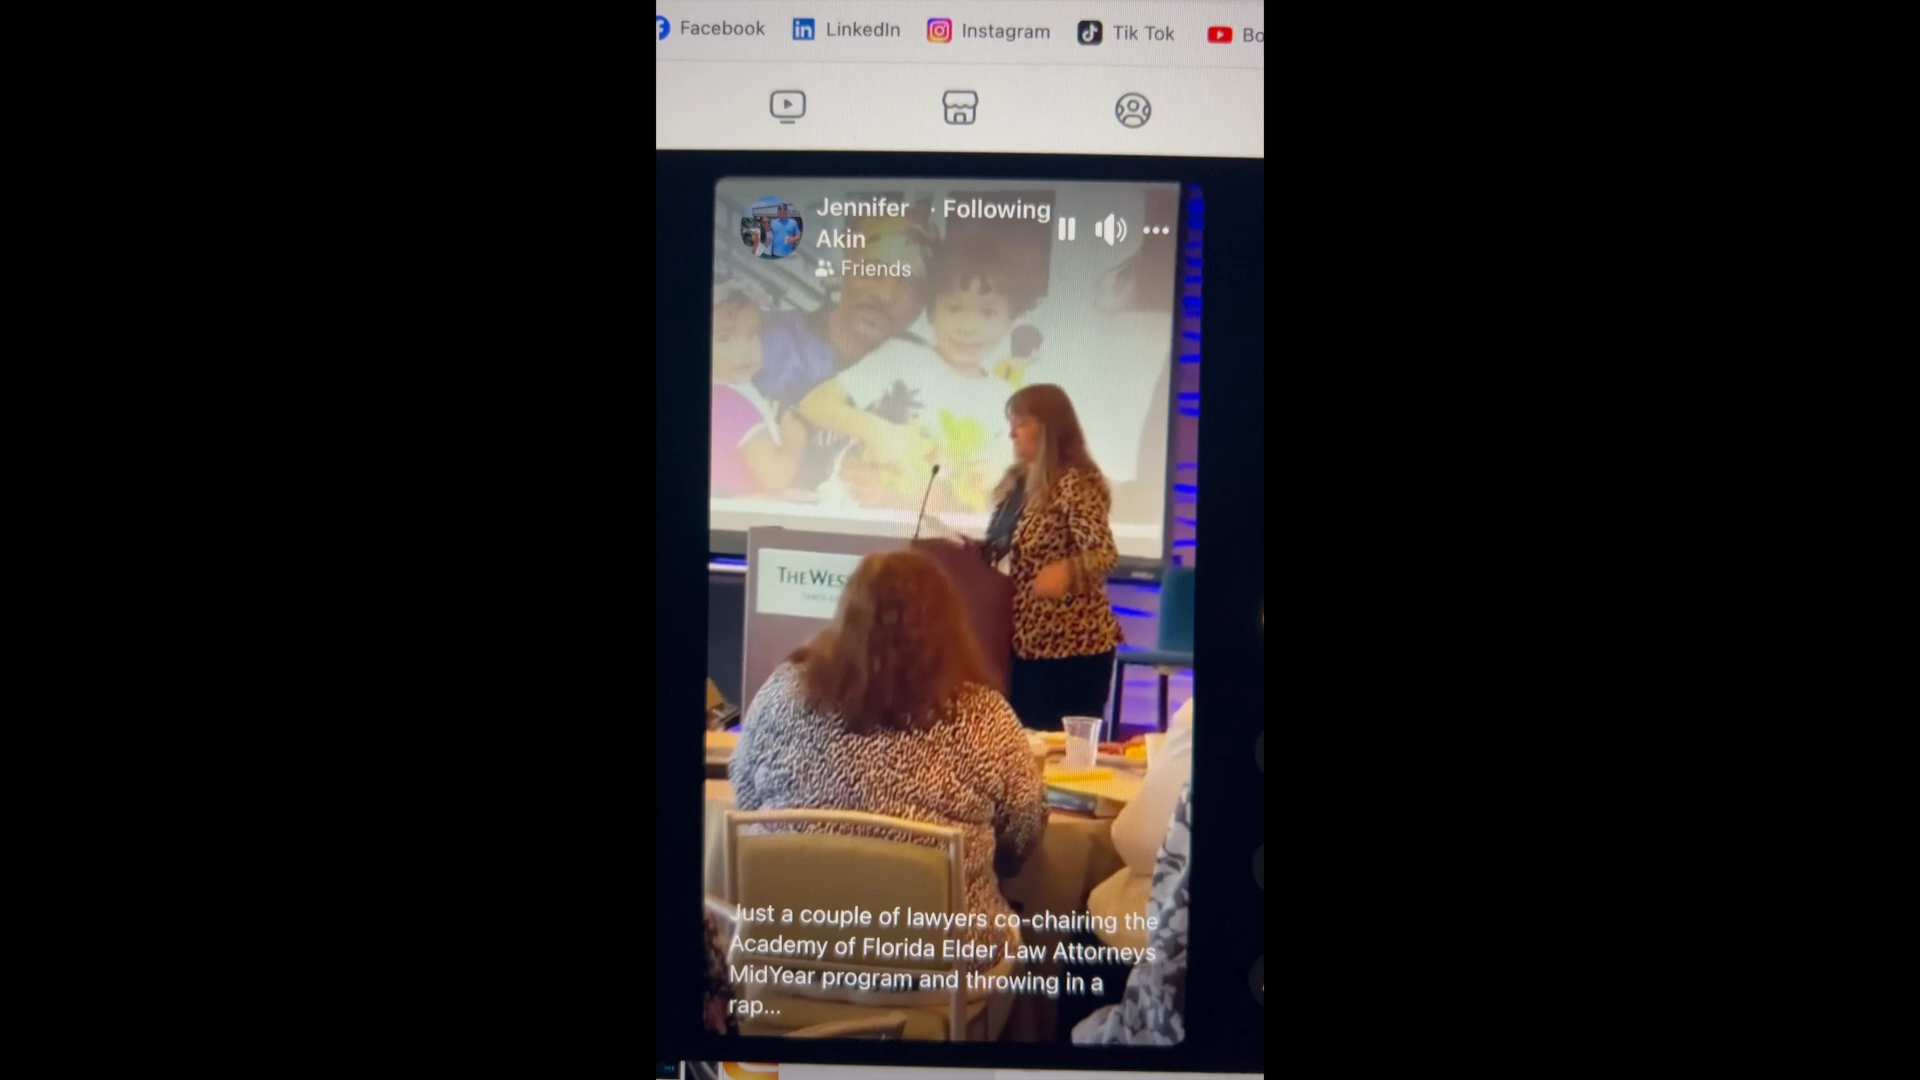 Facebook
LinkedIn
Instagram
Tik Tok
Jennifer · Following
Akin
Friends
THE
Just a couple of lawyers co-chairing the
Academy of Florida Elder Law Attorneys
MidYear program and throwing in a
rap...